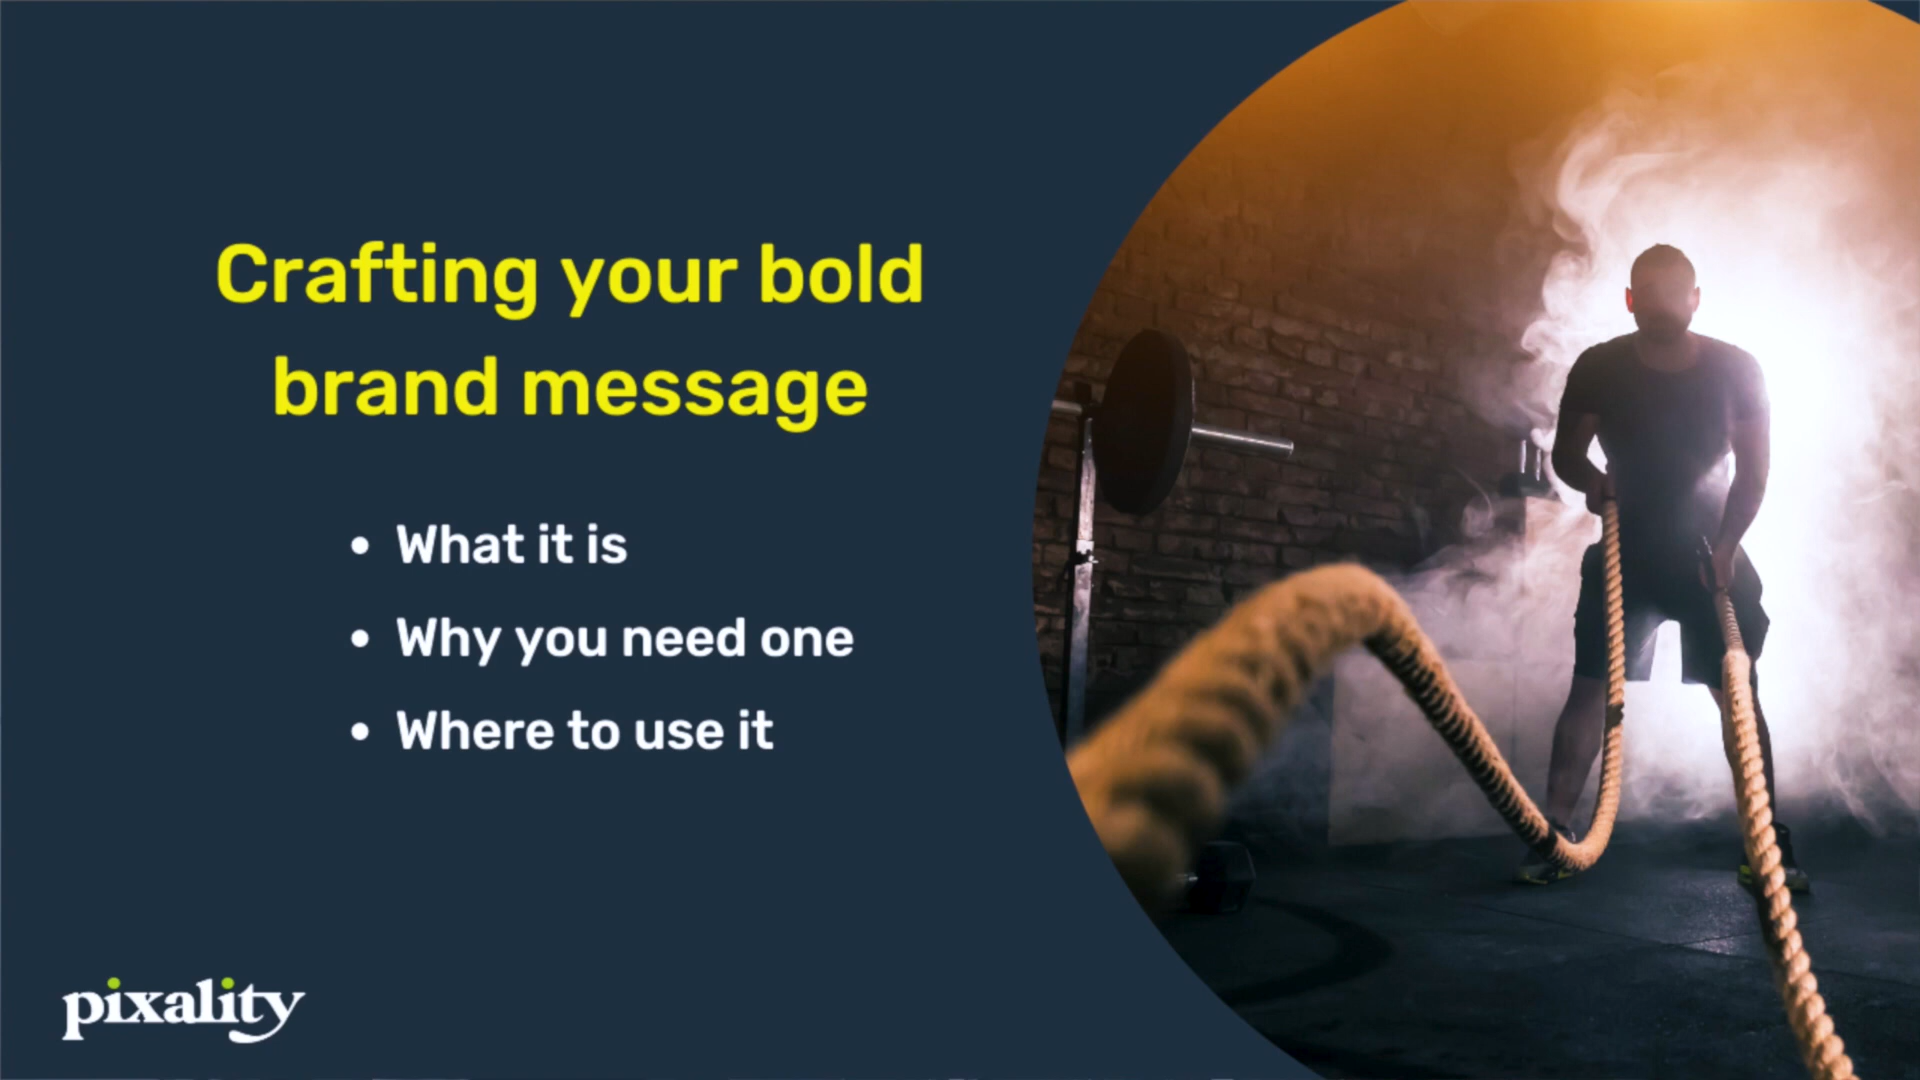 Crafting your bold
brand message
• What it is
• Why you need one
• Where to use it
pixality